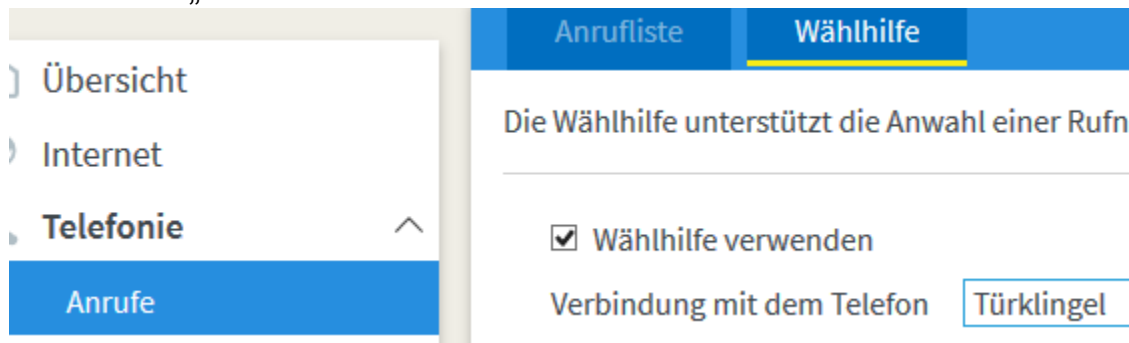 „
Anrufliste Wählhilfe
Übersicht
Internet
Telefonie
Anrufe
Die Wählhilfe unterstützt die Anwahl einer Rufn
Wählhilfe verwenden
Verbindung mit dem Telefon Türklingel